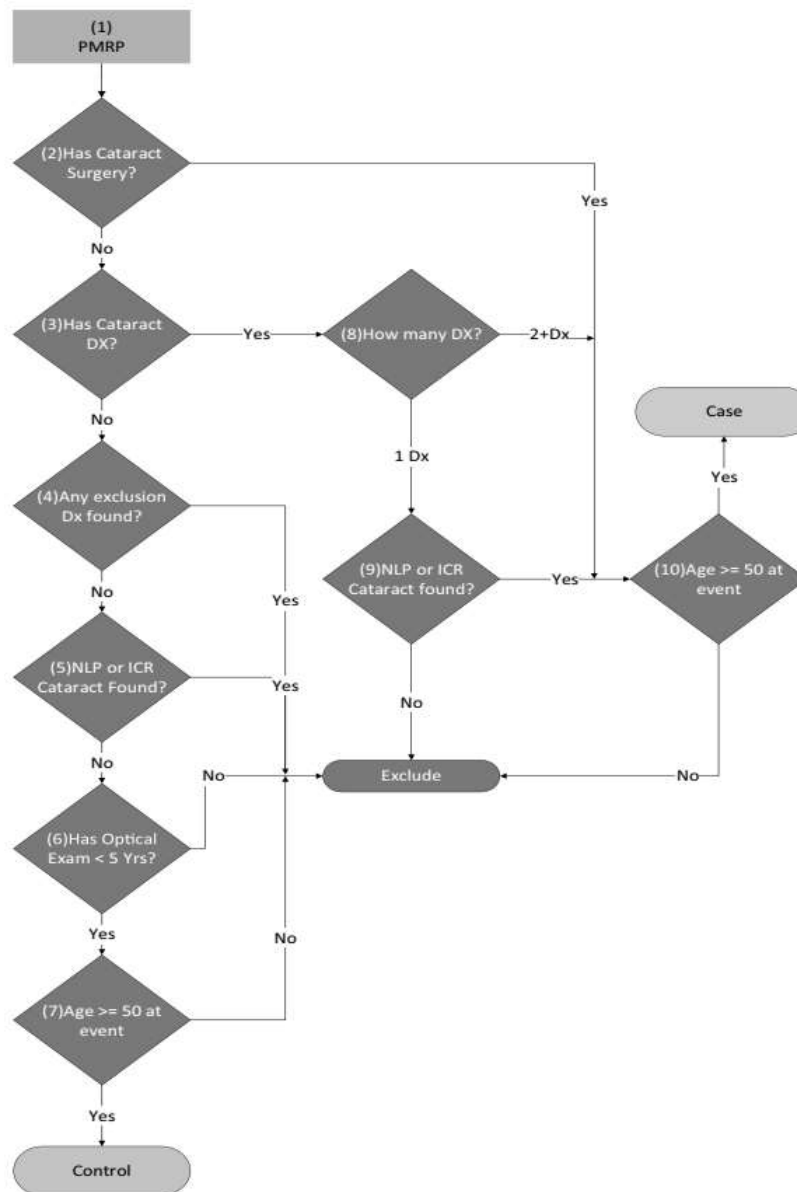 (1)
PMRP
(2)Has Cataract
Surgery?
Yes
No
(3)Has Cataract
DX?
Yes
(8)How many DX?
2+Dx
No
Case
1 Dx
Yes
(4)Any exclusion
Dx found?
(9)NLP or ICR
Cataract found?
Yes
(10)Age >= 50 at
event
No
Yes
(5)NLP or ICR
Cataract Found?
Yes
No
No
No
Exclude
No
(6)Has Optical
Exam < 5 Yrs?
Yes
No
(7)Age >= 50 at
event
Yes
Control